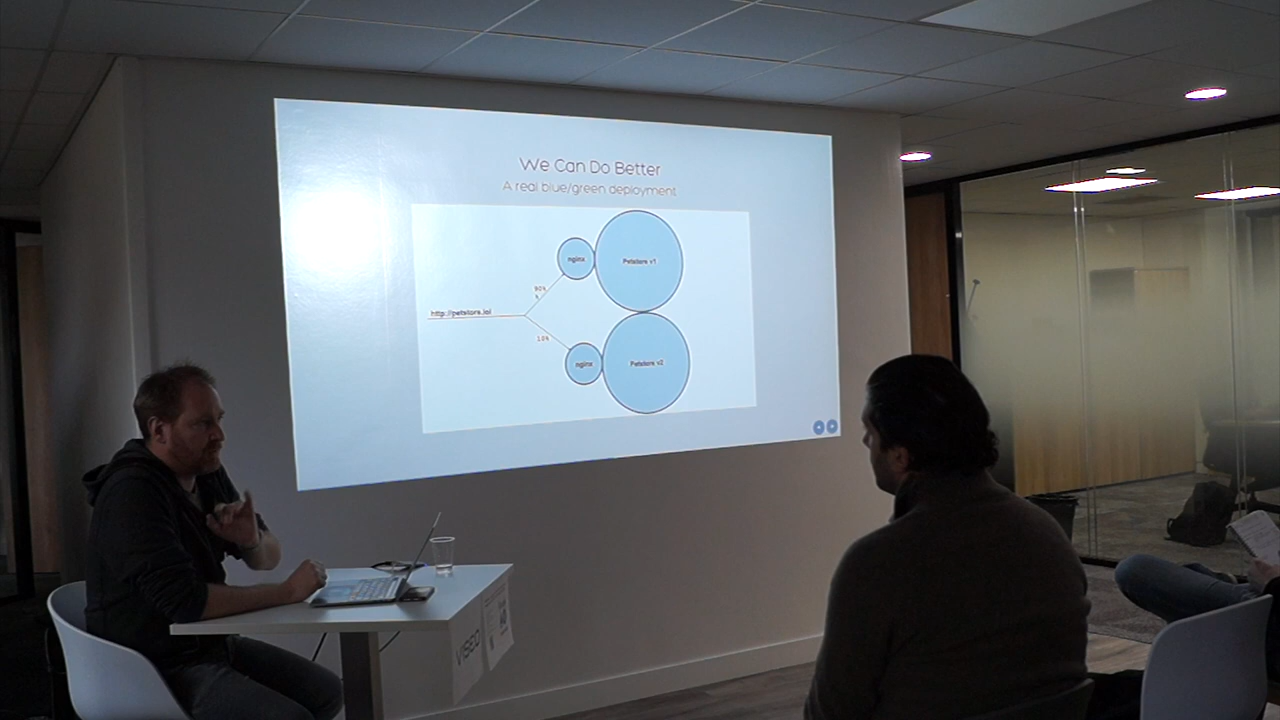 We Can Do Better
A real blue/green deployment
nginx
Petstore v1
90%
http://petstore.lol
10%
nginx
Petstore v2
VISEO